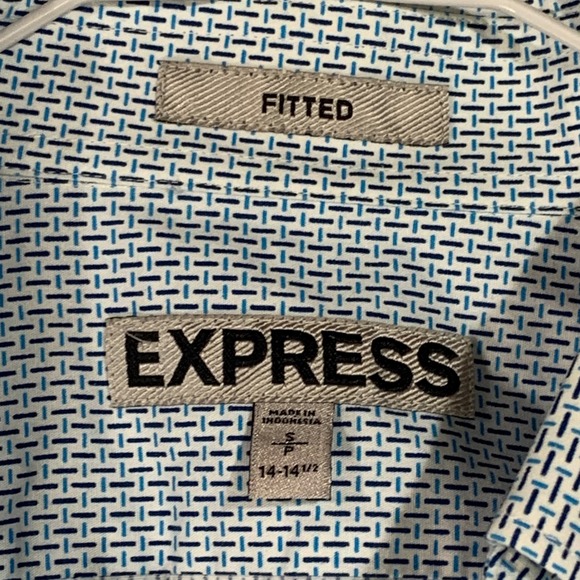 FITTED
EXPRESS
MADE IN
INDONESIA
S
P
14-14 1/2